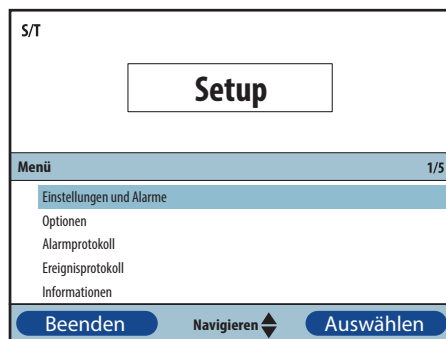 S/T
Setup
Menü 1/5
Einstellungen und Alarme
Optionen
Alarmprotokoll
Ereignisprotokoll
Informationen
Beenden Navigieren Auswählen